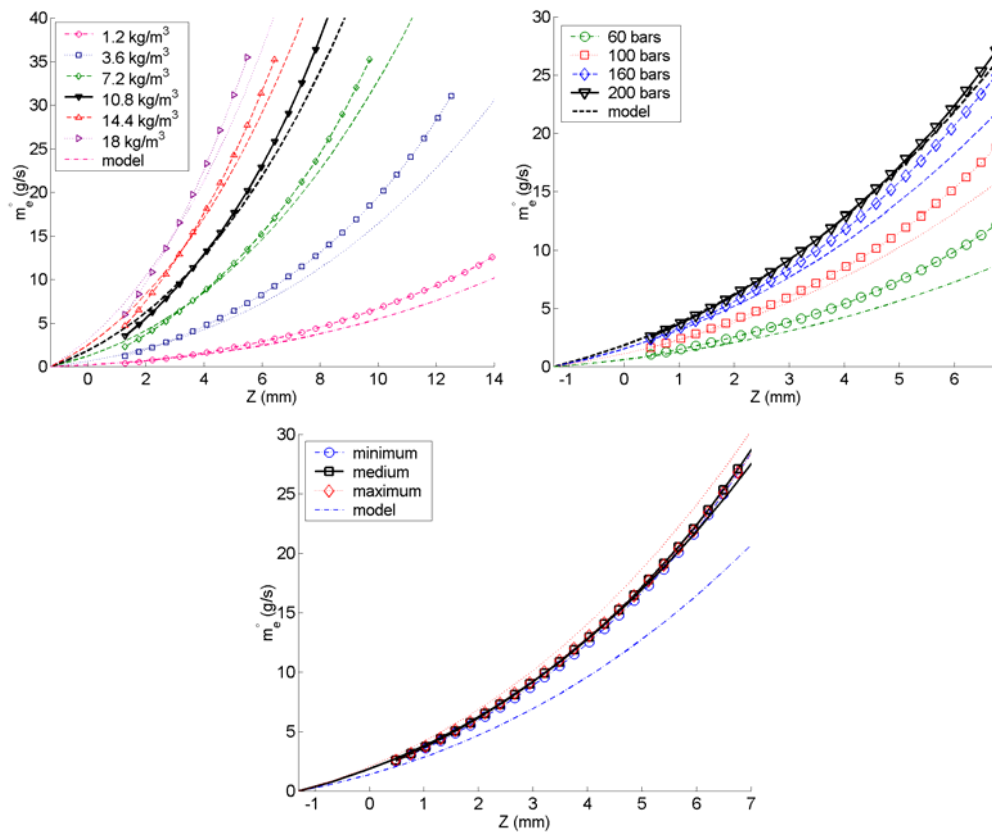 40
35
30
25
20
15
10
5
0
m°e (g/s)
0 2 4 6 8 10 12 14
Z (mm)
1.2 kg/m³
3.6 kg/m³
7.2 kg/m³
10.8 kg/m³
14.4 kg/m³
18 kg/m³
model
30
25
20
15
10
5
0
m°e (g/s)
-1 0 1 2 3 4 5 6
Z (mm)
60 bars
100 bars
160 bars
200 bars
model
30
25
20
15
10
5
0
m°e (g/s)
-1 0 1 2 3 4 5 6 7
Z (mm)
minimum
medium
maximum
model